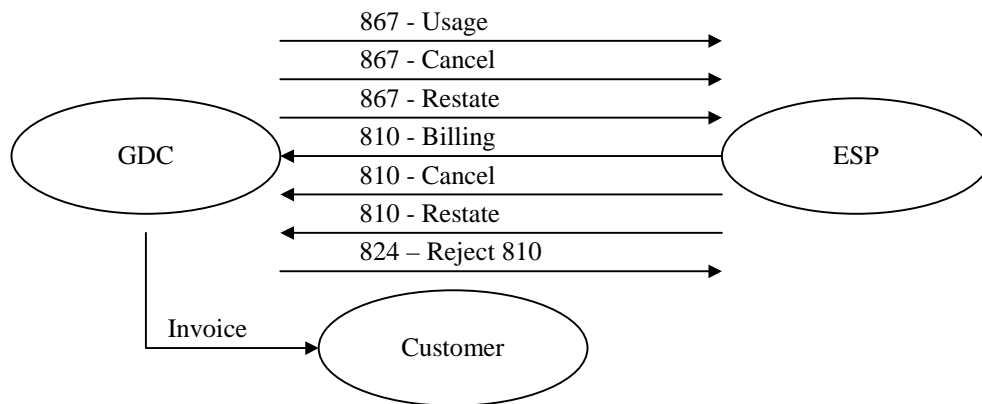 867 - Usage
867 - Cancel
867 - Restate
810 - Billing
GDC
ESP
810 - Cancel
810 - Restate
824 – Reject 810
Invoice
Customer